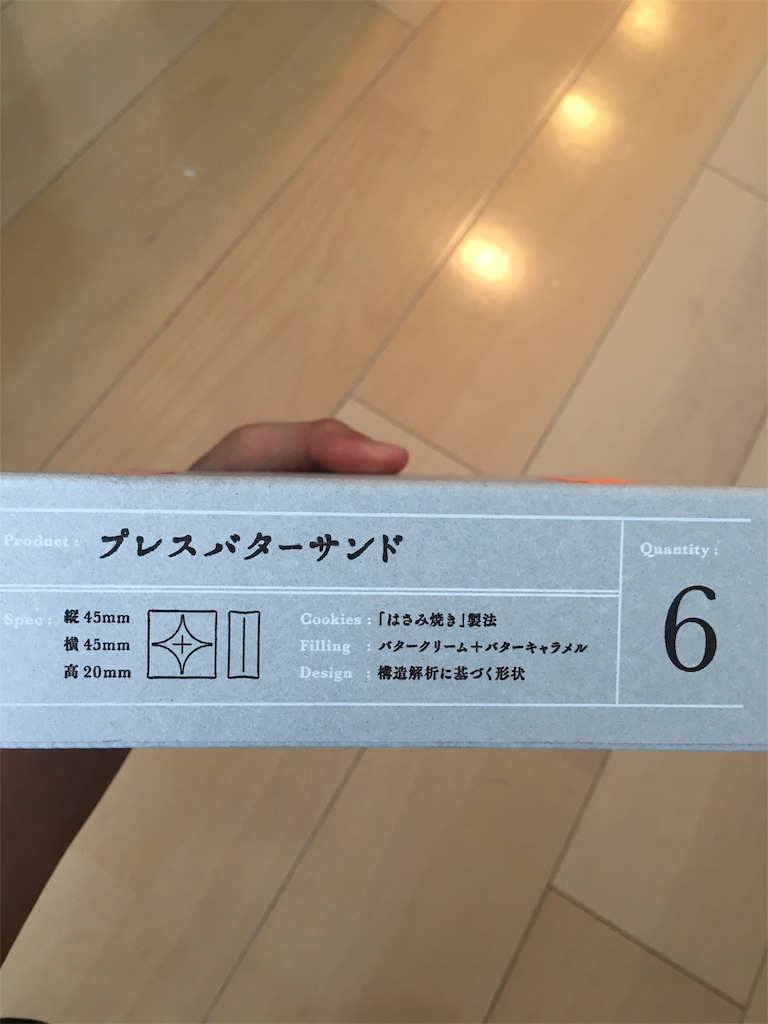 Product : プレスバターサンド
Quantity :
6
Spec : 縦 45mm
横 45mm
高 20mm
Cookies : 「はさみ焼き」製法
Filling : バタークリーム＋バターキャラメル
Design : 構造解析に基づく形状